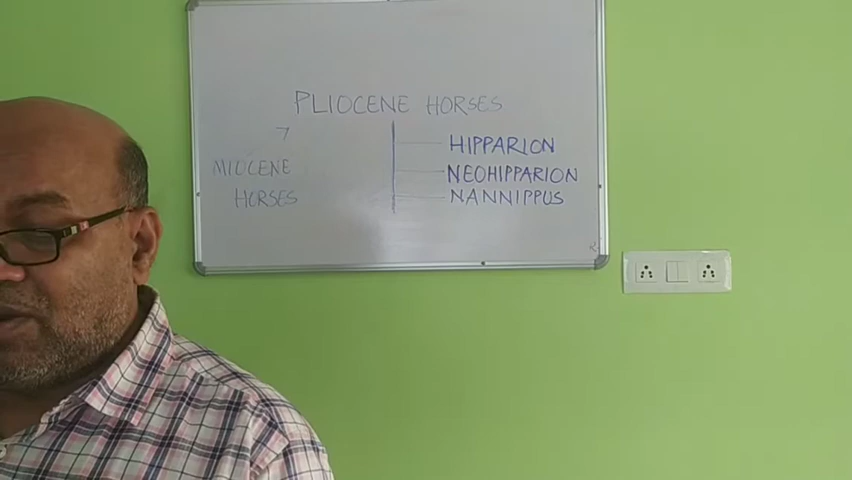 PLIOCENE HORSES
MIOCENE
HORSES
HIPPARION
NEOHIPPARION
NANNIPPUS